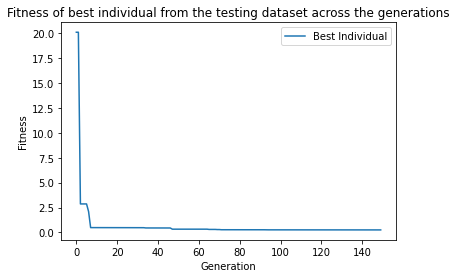 Fitness of best individual from the testing dataset across the generations
Best Individual
Fitness
20.0
17.5
15.0
12.5
10.0
7.5
5.0
2.5
0.0
0 20 40 60 80 100 120 140
Generation